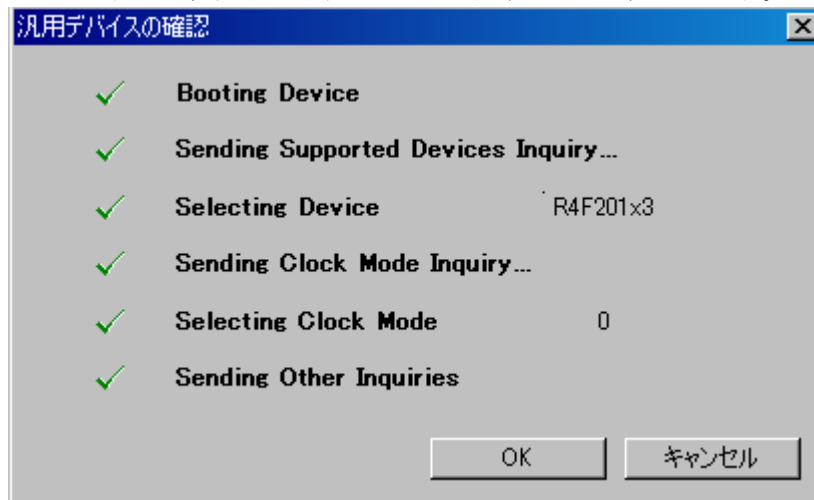 汎用デバイスの確認
Booting Device
Sending Supported Devices Inquiry...
Selecting Device R4F201x3
Sending Clock Mode Inquiry...
Selecting Clock Mode 0
Sending Other Inquiries
OK キャンセル